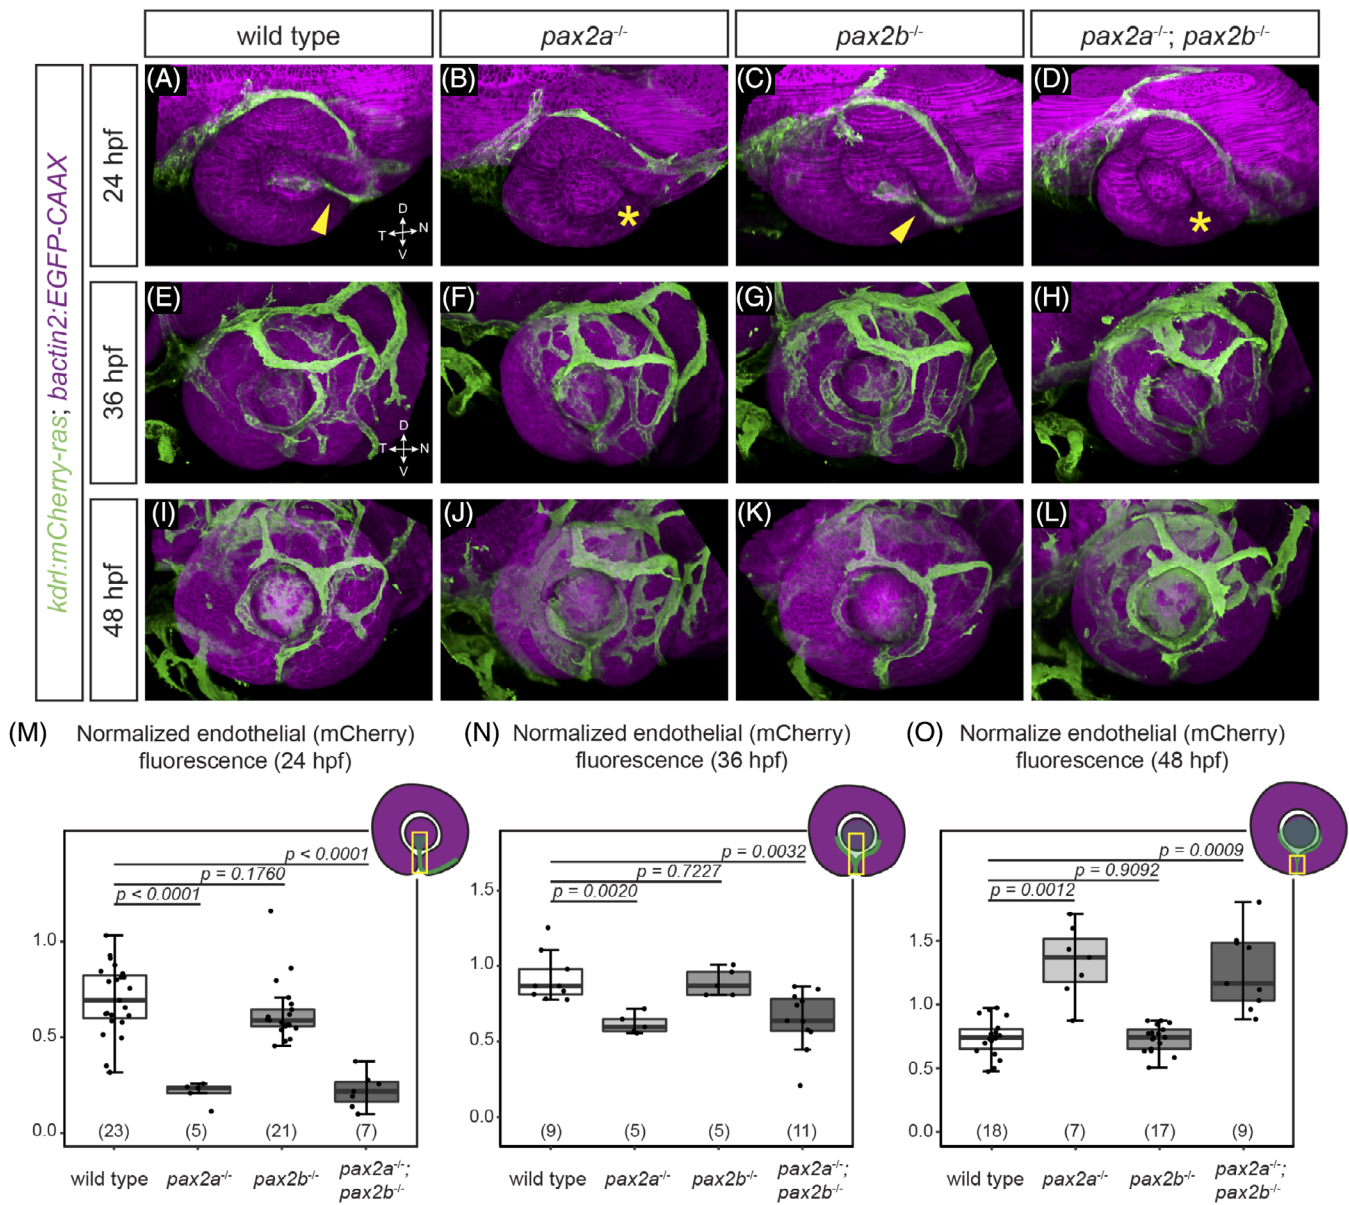 wild type
pax2a-/-
pax2b-/-
pax2a-/-; pax2b-/-
kdrl:mCherry-ras; bactin2:EGFP-CAAX
24 hpf
(A)
D
T N
V
(B)
*
(C)
(D)
*
36 hpf
(E)
D
T N
V
(F)
(G)
(H)
48 hpf
(I)
(J)
(K)
(L)
(M) Normalized endothelial (mCherry)
fluorescence (24 hpf)
p < 0.0001
p = 0.1760
p < 0.0001
1.0
0.5
0.0
(23) (5) (21) (7)
wild type pax2a-/- pax2b-/- pax2a-/-;
pax2b-/-
(N) Normalized endothelial (mCherry)
fluorescence (36 hpf)
p = 0.0032
p = 0.7227
p = 0.0020
1.5
1.0
0.5
0.0
(9) (5) (5) (11)
wild type pax2a-/- pax2b-/- pax2a-/-;
pax2b-/-
(O) Normalize endothelial (mCherry)
fluorescence (48 hpf)
p = 0.0009
p = 0.9092
p = 0.0012
1.5
1.0
0.5
0.0
(18) (7) (17) (9)
wild type pax2a-/- pax2b-/- pax2a-/-;
pax2b-/-